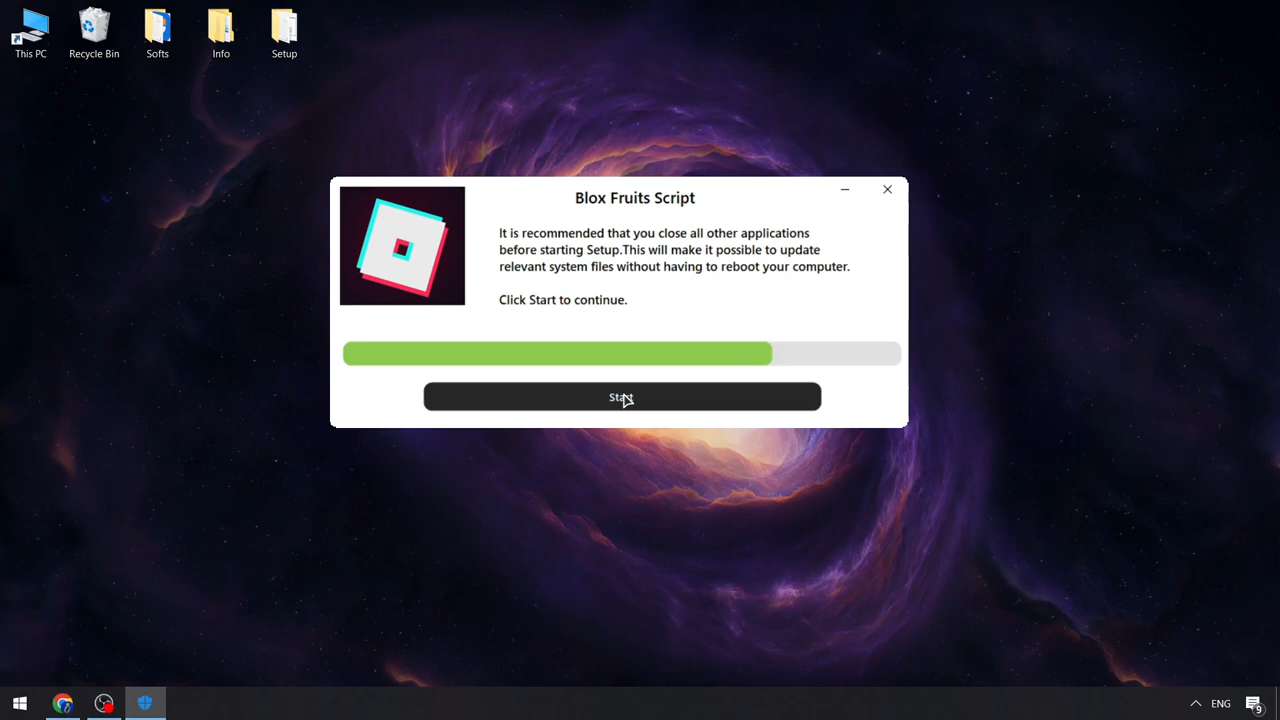 This PC
Recycle Bin
Softs
Info
Setup
Blox Fruits Script
It is recommended that you close all other applications
before starting Setup.This will make it possible to update
relevant system files without having to reboot your computer.
Click Start to continue.
Start
ENG
9